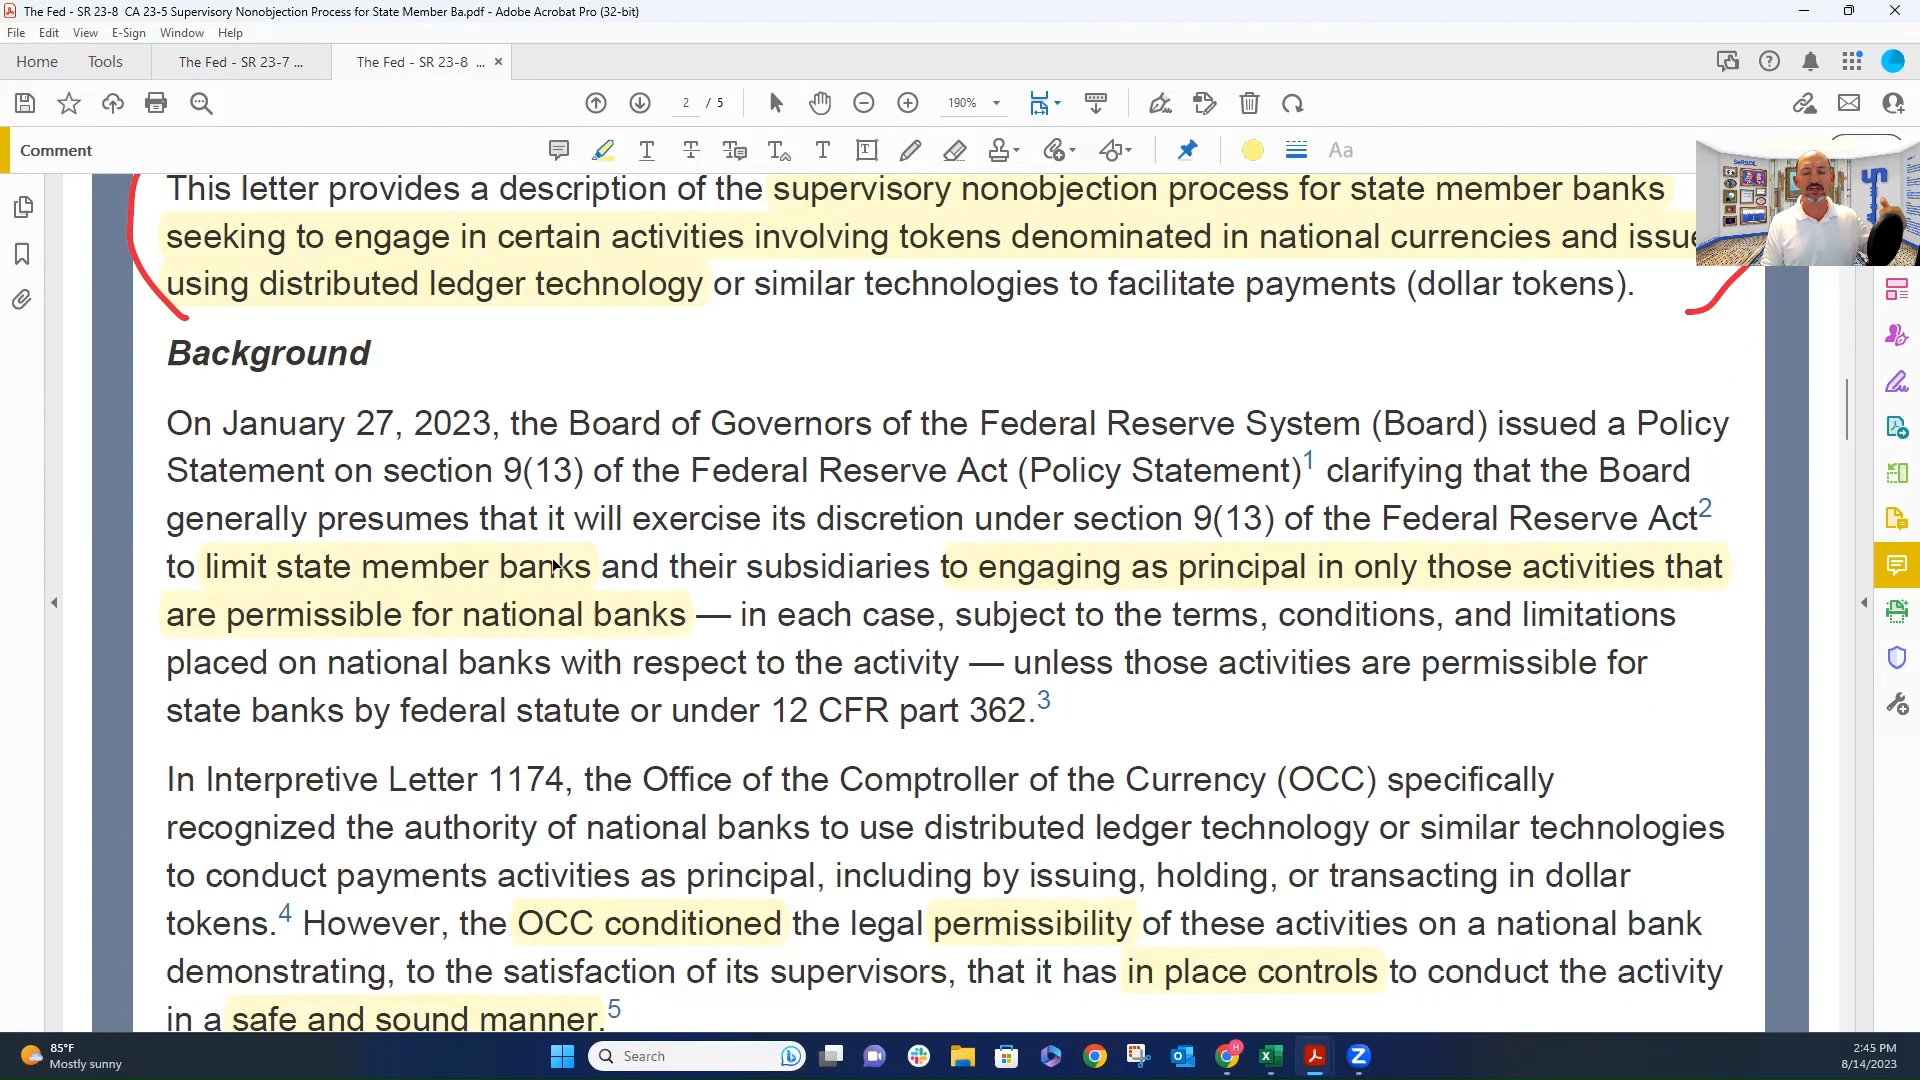 The Fed - SR 23-8 CA 23-5 Supervisory Nonobjection Process for State Member Ba.pdf - Adobe Acrobat Pro (32-bit)
File Edit View E-Sign Window Help
Home Tools The Fed - SR 23-7 ... The Fed - SR 23-8 ... ×
2 / 5 190%
Comment Aa
This letter provides a description of the supervisory nonobjection process for state member banks
seeking to engage in certain activities involving tokens denominated in national currencies and issue
using distributed ledger technology or similar technologies to facilitate payments (dollar tokens).
Background
On January 27, 2023, the Board of Governors of the Federal Reserve System (Board) issued a Policy
Statement on section 9(13) of the Federal Reserve Act (Policy Statement)1 clarifying that the Board
generally presumes that it will exercise its discretion under section 9(13) of the Federal Reserve Act2
to limit state member banks and their subsidiaries to engaging as principal in only those activities that
are permissible for national banks — in each case, subject to the terms, conditions, and limitations
placed on national banks with respect to the activity — unless those activities are permissible for
state banks by federal statute or under 12 CFR part 362.3
In Interpretive Letter 1174, the Office of the Comptroller of the Currency (OCC) specifically
recognized the authority of national banks to use distributed ledger technology or similar technologies
to conduct payments activities as principal, including by issuing, holding, or transacting in dollar
tokens.4 However, the OCC conditioned the legal permissibility of these activities on a national bank
demonstrating, to the satisfaction of its supervisors, that it has in place controls to conduct the activity
in a safe and sound manner.5
85°F
Mostly sunny
Search
2:45 PM
8/14/2023